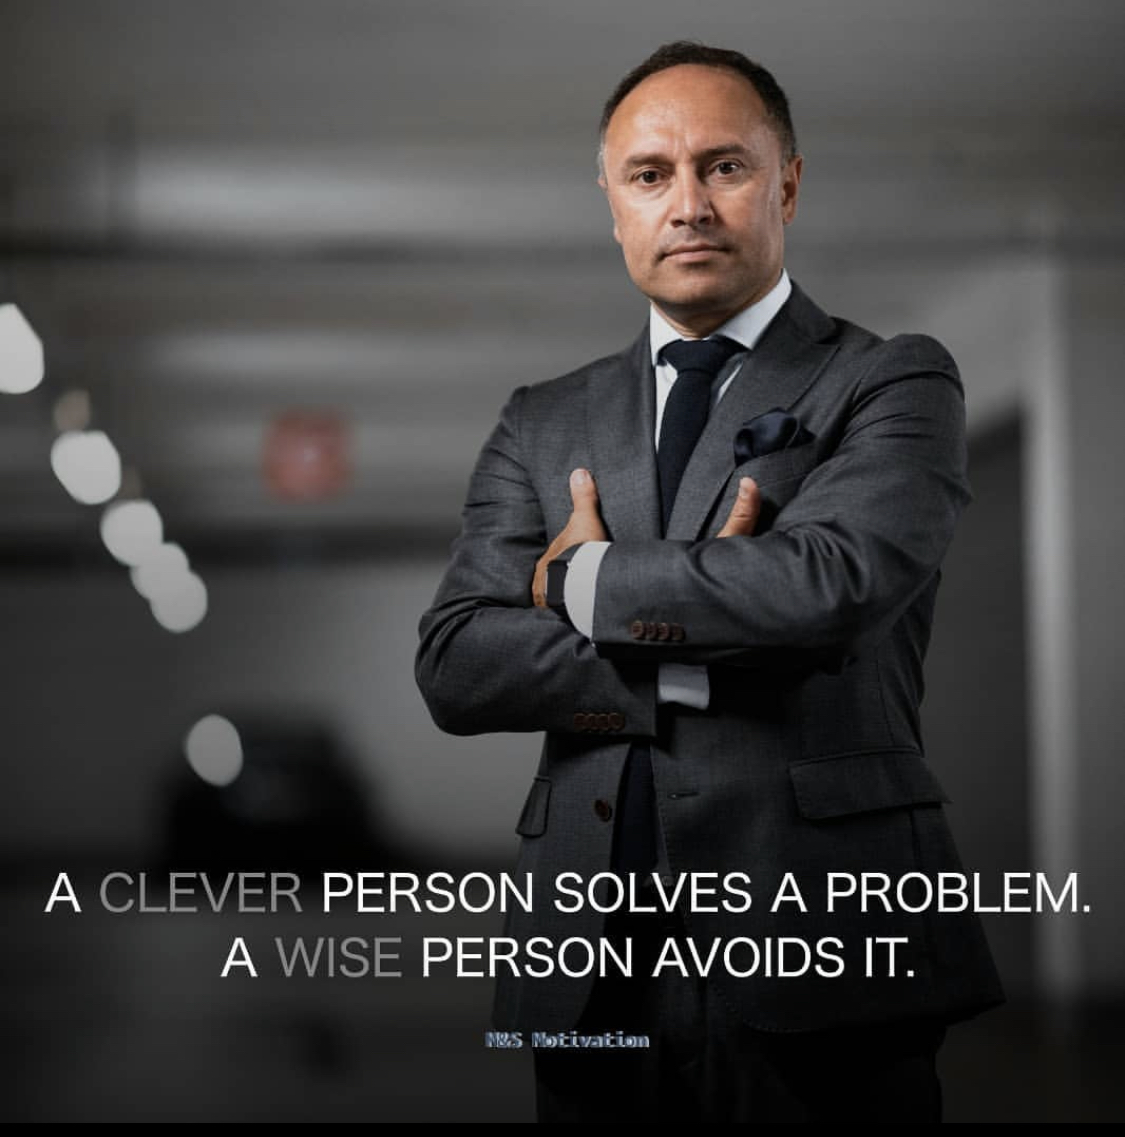 A CLEVER PERSON SOLVES A PROBLEM.
A WISE PERSON AVOIDS IT.
N&S Motivation